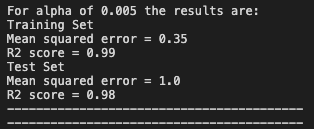 For alpha of 0.005 the results are:
Training Set
Mean squared error = 0.35
R2 score = 0.99
Test Set
Mean squared error = 1.0
R2 score = 0.98
-----------------------------------------
-----------------------------------------